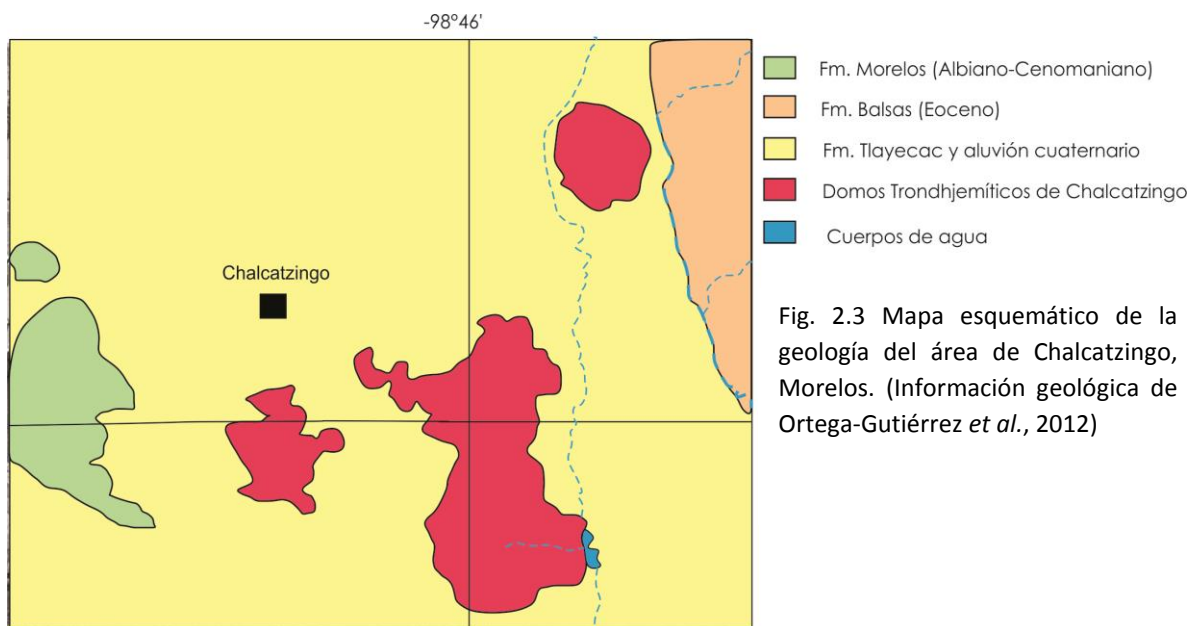 -98°46'
Fm. Morelos (Albiano-Cenomaniano)
Fm. Balsas (Eoceno)
Fm. Tlayecac y aluvión cuaternario
Domos Trondhjemíticos de Chalcatzingo
Cuerpos de agua
Chalcatzingo
Fig. 2.3 Mapa esquemático de la
geología del área de Chalcatzingo,
Morelos. (Información geológica de
Ortega-Gutiérrez et al., 2012)